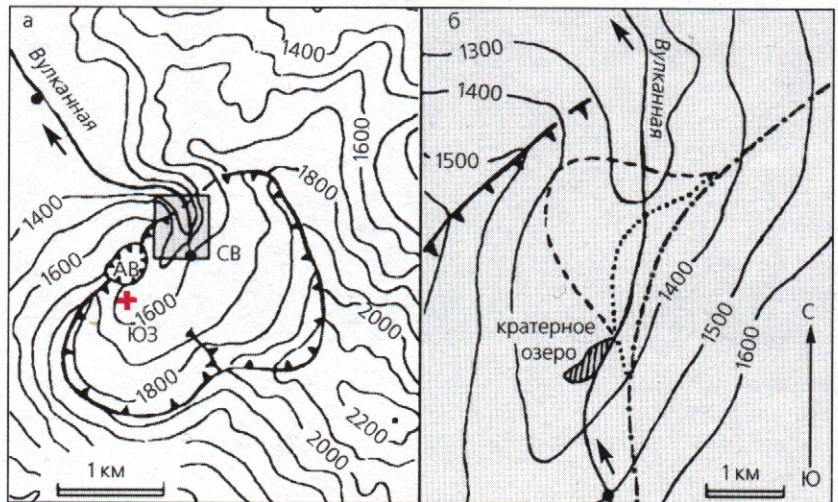 а
1400
Вулканная
1600
1800
1400
1600
АВ
СВ
1600
ЮЗ
2000
1800
2200
2000
1 км
б
1300
Вулканная
1400
1500
1400
кратерное
озеро
1500
1600
С
Ю
1 км